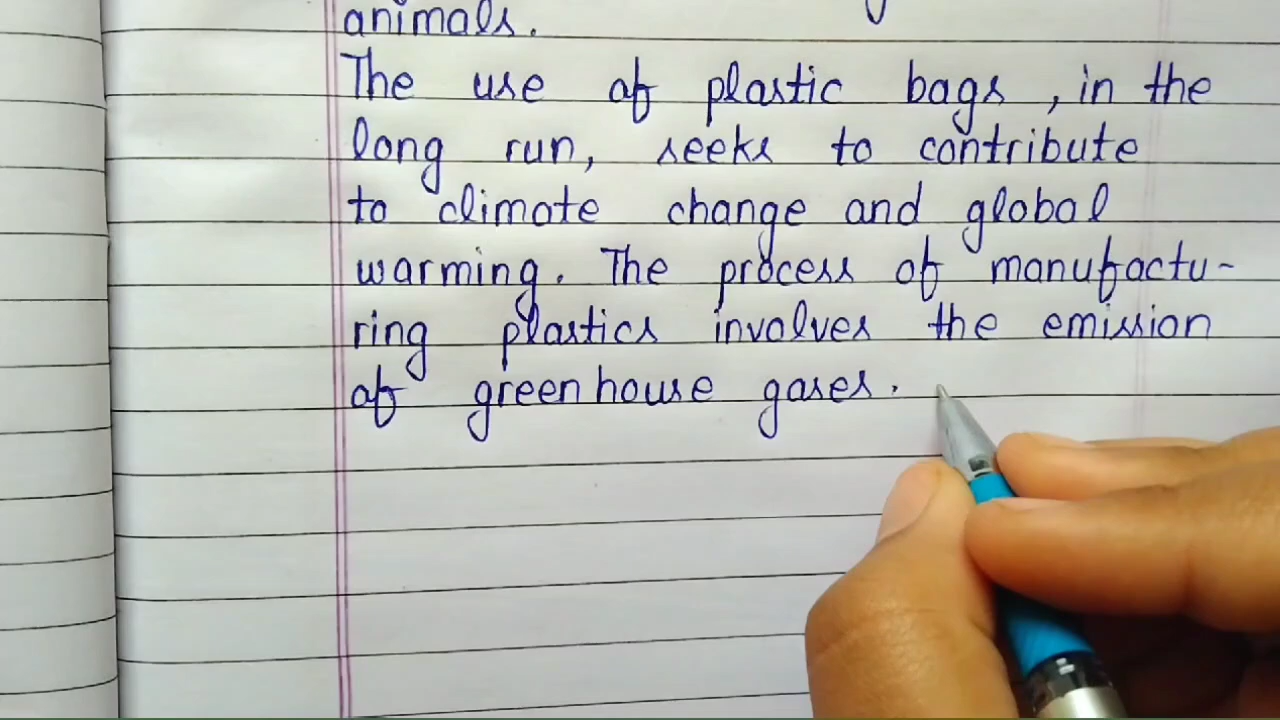 animals.
The use of plastic bags , in the
long run, seeks to contribute
to climate change and global
warming. The process of manufactu-
ring plastics involves the emission
of greenhouse gases.